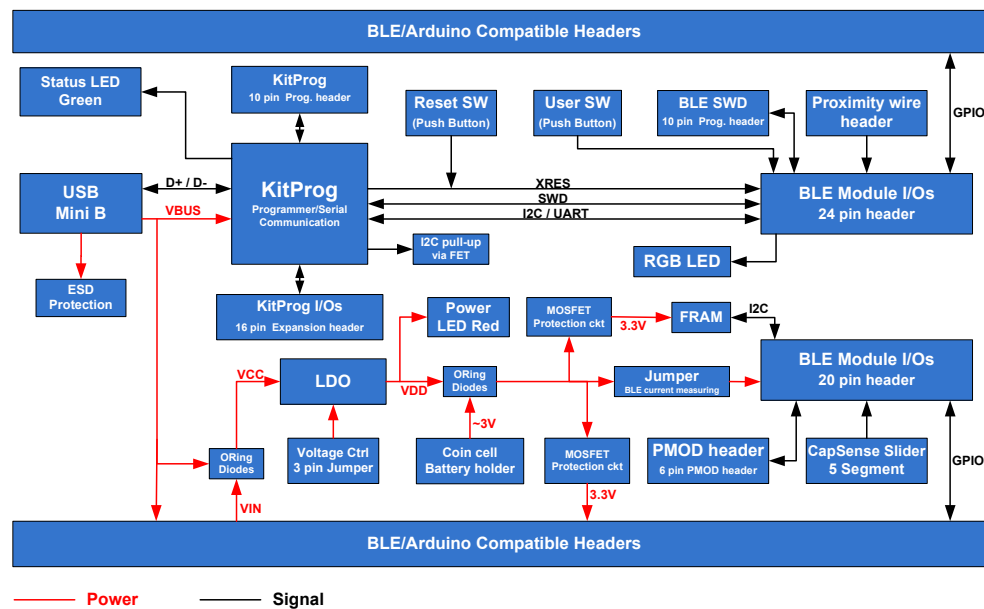 BLE/Arduino Compatible Headers
Status LED
Green
KitProg
10 pin Prog. header
Reset SW
(Push Button)
User SW
(Push Button)
BLE SWD
10 pin Prog. header
Proximity wire
header
GPIO
USB
Mini B
D+ / D-
VBUS
KitProg
Programmer/Serial
Communication
XRES
SWD
I2C / UART
BLE Module I/Os
24 pin header
I2C pull-up
via FET
RGB LED
ESD
Protection
KitProg I/Os
16 pin Expansion header
Power
LED Red
MOSFET
Protection ckt
3.3V
FRAM
I2C
VCC
LDO
VDD
ORing
Diodes
Jumper
BLE current measuring
BLE Module I/Os
20 pin header
~3V
ORing
Diodes
Voltage Ctrl
3 pin Jumper
Coin cell
Battery holder
MOSFET
Protection ckt
PMOD header
6 pin PMOD header
CapSense Slider
5 Segment
GPIO
VIN
3.3V
BLE/Arduino Compatible Headers
Power
Signal